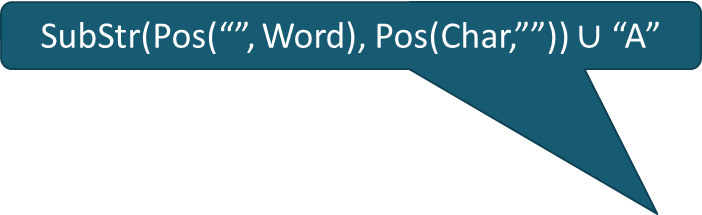 SubStr(Pos(“”, Word), Pos(Char,””)) ∪ “A”